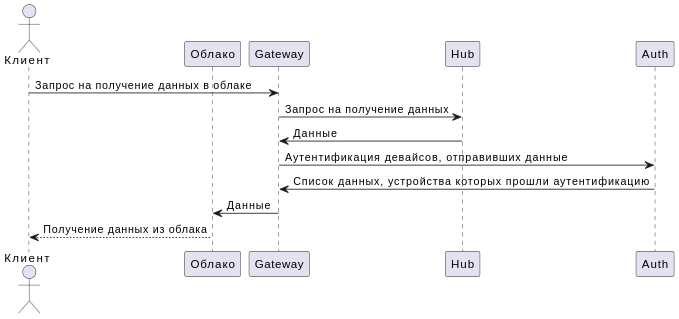 Клиент
Облако Gateway Hub Auth
Запрос на получение данных в облаке
Запрос на получение данных
Данные
Аутентификация девайсов, отправивших данные
Список данных, устройства которых прошли аутентификацию
Данные
Получение данных из облака
Клиент
Облако Gateway Hub Auth